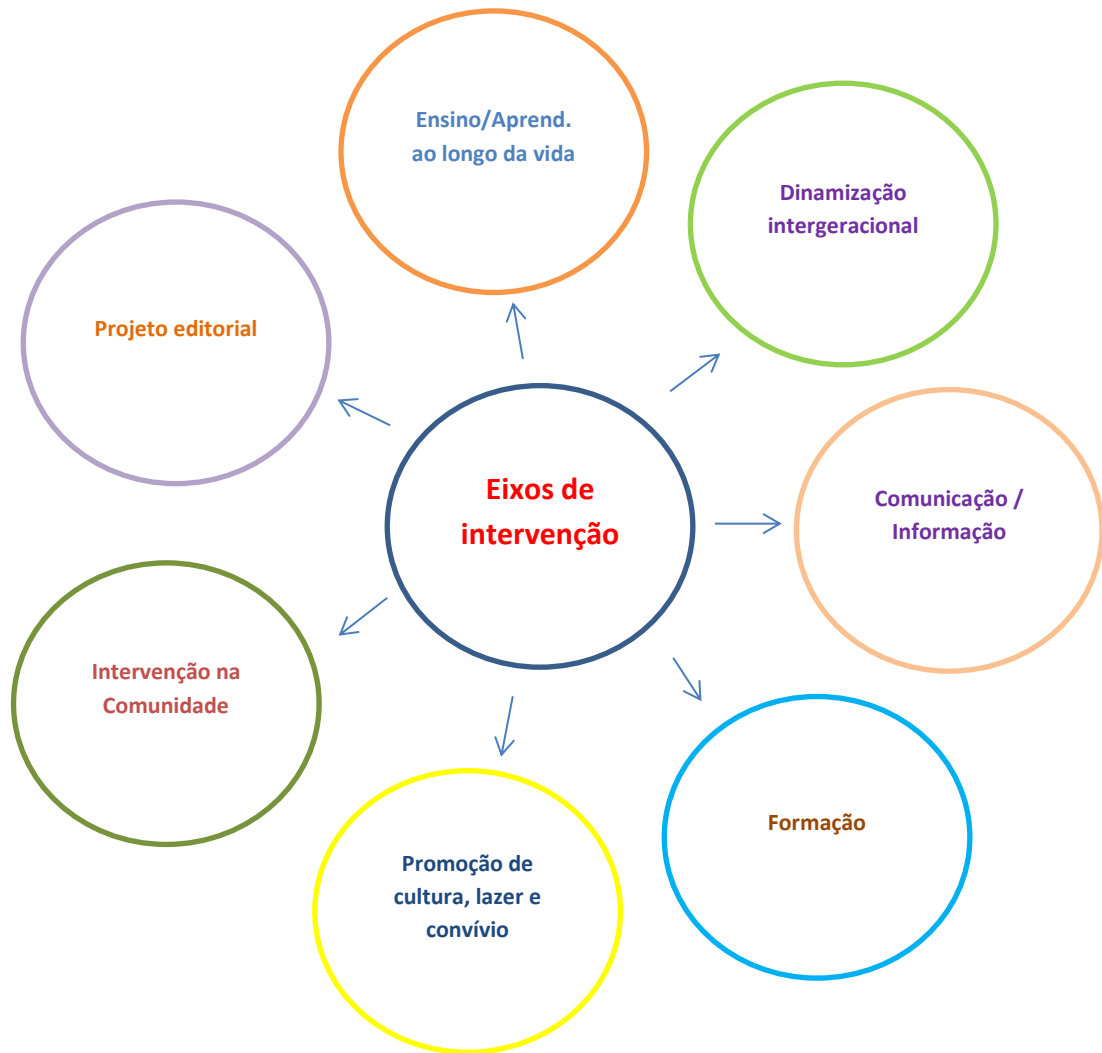 Ensino/Aprend.
ao longo da vida
Dinamização
intergeracional
Projeto editorial
Eixos de
intervenção
Comunicação /
Informação
Intervenção na
Comunidade
Formação
Promoção de
cultura, lazer e
convívio